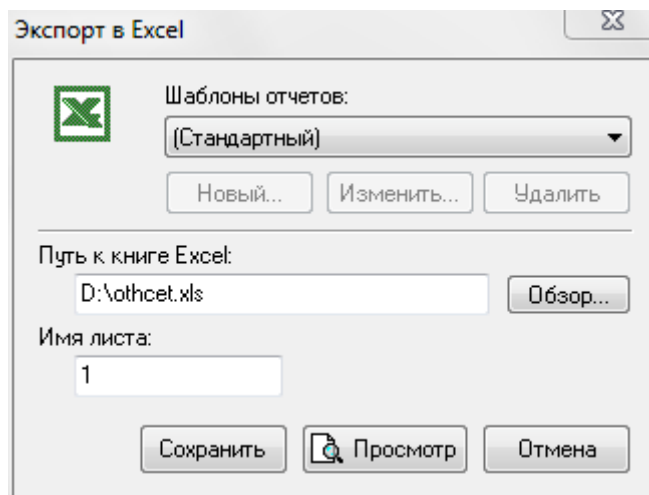 Экспорт в Excel
Шаблоны отчетов:
(Стандартный)
Новый... Изменить... Удалить
Путь к книге Excel:
D:\othcet.xls Обзор...
Имя листа:
1
Сохранить Просмотр Отмена